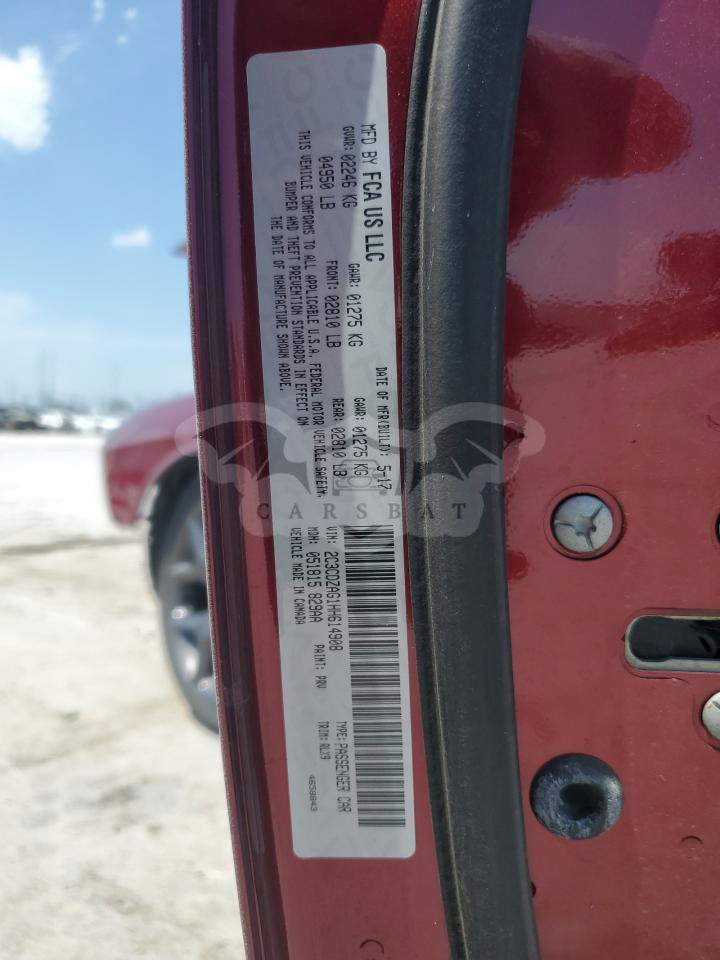 MFD BY FCA US LLC
DATE OF MFR(BUILT): 5-17
GVWR: 02246 KG
GAWR: 01275 KG
GAWR: 01275 KG
04950 LB
FRONT: 02810 LB
REAR: 02810 LB
THIS VEHICLE CONFORMS TO ALL APPLICABLE U.S.A. FEDERAL MOTOR VEHICLE SAFETY,
BUMPER AND THEFT PREVENTION STANDARDS IN EFFECT ON
THE DATE OF MANUFACTURE SHOWN ABOVE.
VIN: 2C3CDZAG1HH614908
TYPE: PASSENGER CAR
MDH: 051815 829AA
PAINT: PRV
TRIM: RLX9
VEHICLE MADE IN CANADA
4658843
CARSBAT